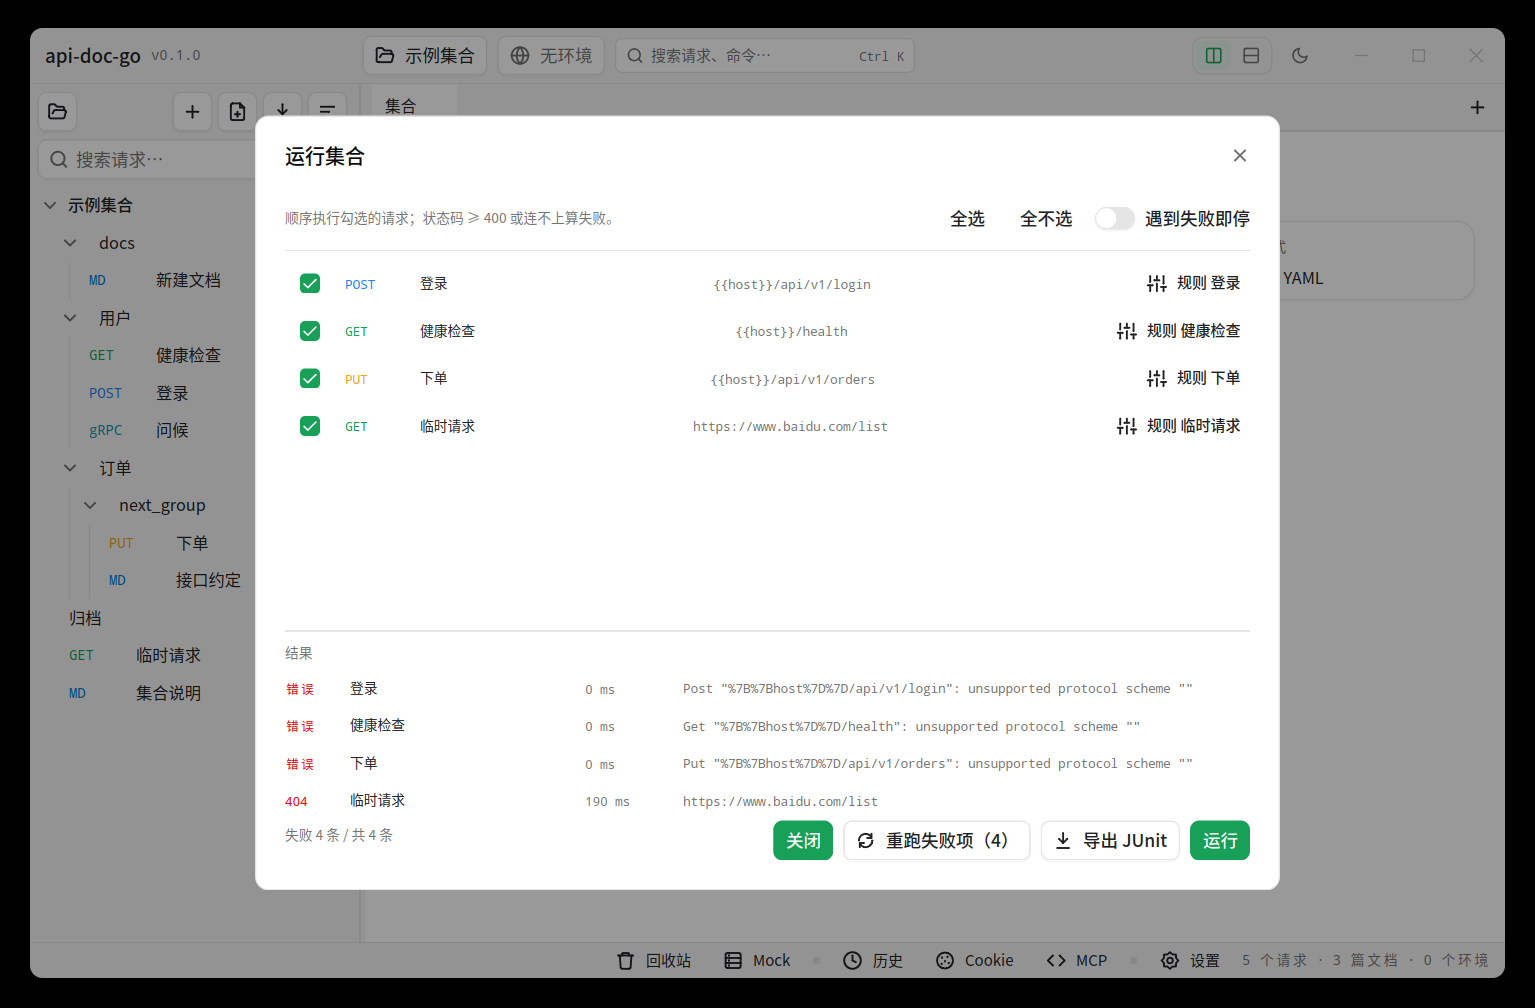 api-doc-go v0.1.0 示例集合 无环境 搜索请求、命令… Ctrl K
集合
搜索请求…
示例集合
docs
MD 新建文档
用户
GET 健康检查
POST 登录
gRPC 问候
订单
next_group
PUT 下单
MD 接口约定
归档
GET 临时请求
MD 集合说明
式
YAML
运行集合
顺序执行勾选的请求；状态码 ≥ 400 或连不上算失败。 全选 全不选 遇到失败即停
POST 登录 {{host}}/api/v1/login 规则 登录
GET 健康检查 {{host}}/health 规则 健康检查
PUT 下单 {{host}}/api/v1/orders 规则 下单
GET 临时请求 https://www.baidu.com/list 规则 临时请求
结果
错误 登录 0 ms Post "%7B%7Bhost%7D%7D/api/v1/login": unsupported protocol scheme ""
错误 健康检查 0 ms Get "%7B%7Bhost%7D%7D/health": unsupported protocol scheme ""
错误 下单 0 ms Put "%7B%7Bhost%7D%7D/api/v1/orders": unsupported protocol scheme ""
404 临时请求 190 ms https://www.baidu.com/list
失败 4 条 / 共 4 条 关闭 重跑失败项（4） 导出 JUnit 运行
回收站 Mock 历史 Cookie MCP 设置 5 个请求 · 3 篇文档 · 0 个环境